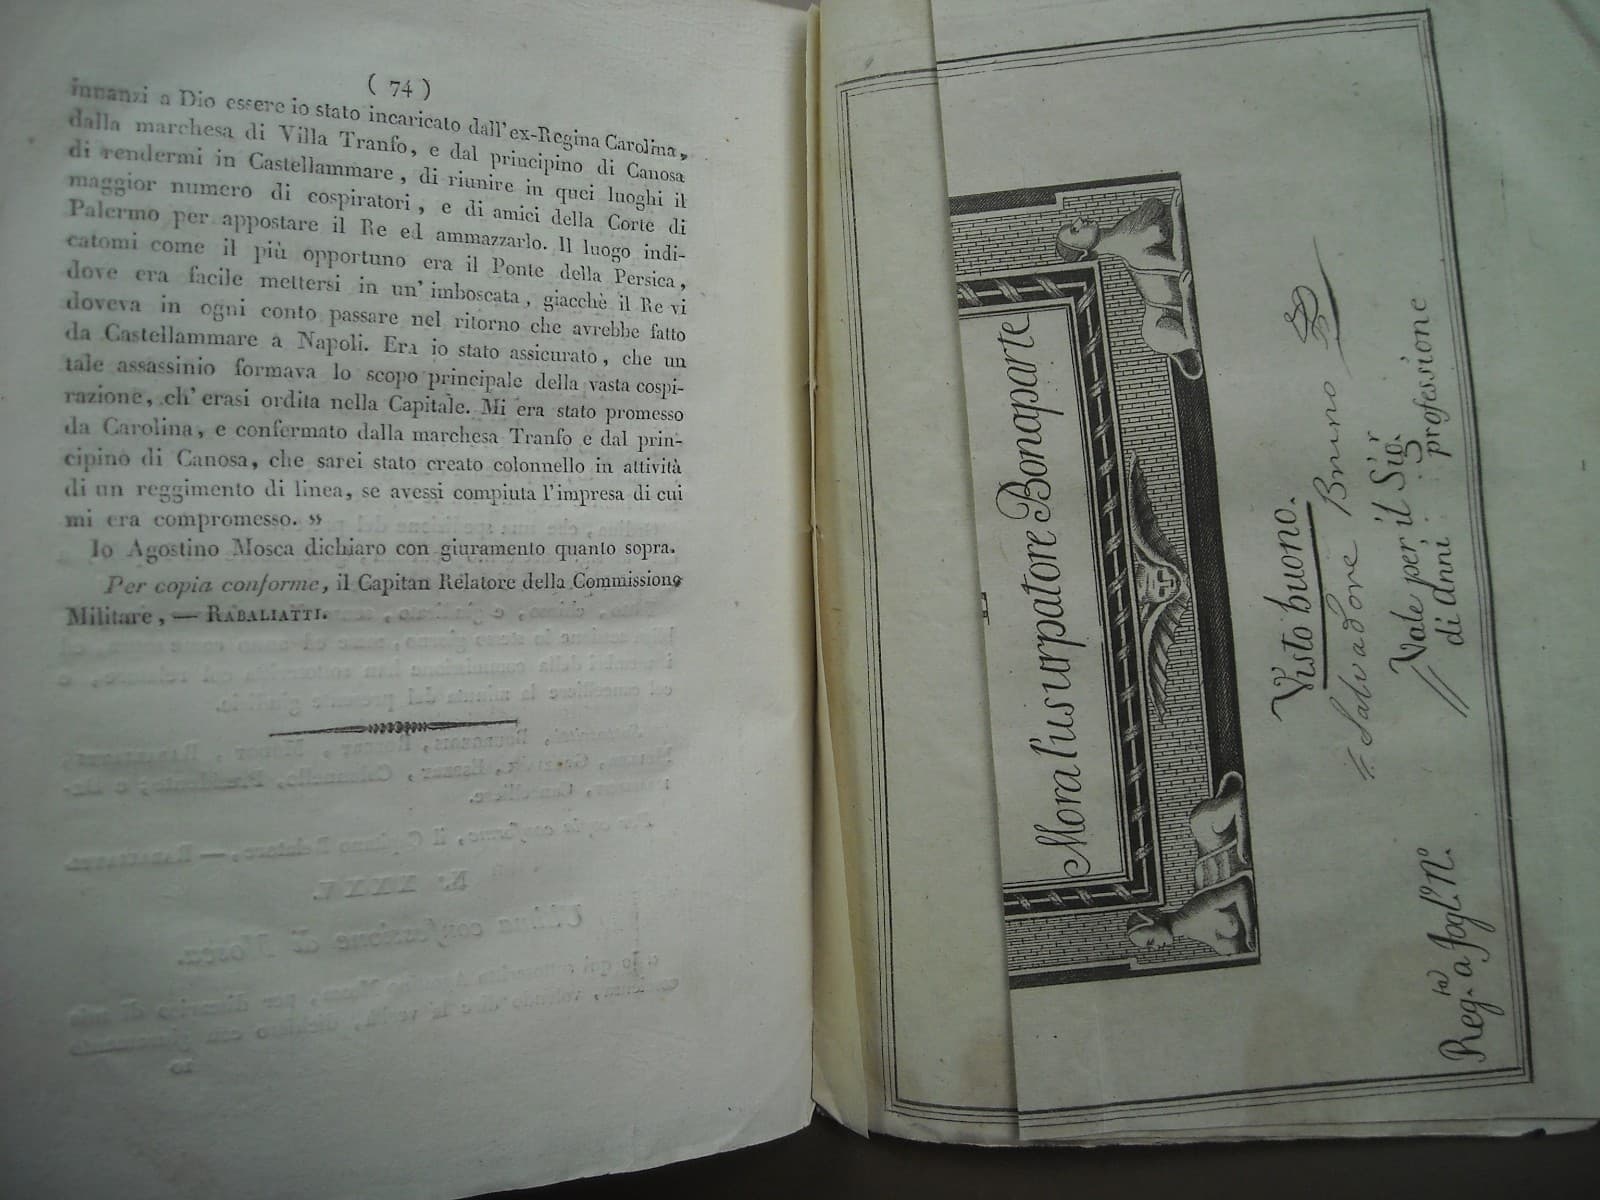 ( 74 )
innanzi a Dio essere io stato incaricato dall' ex-Regina Carolina,
dalla marchesa di Villa Tranfo, e dal principino di Canosa
di rendermi in Castellammare, di riunire in quei luoghi il
maggior numero di cospiratori, e di amici della Corte di
Palermo per appostare il Re ed ammazzarlo. Il luogo indi-
catomi come il più opportuno era il Ponte della Persica,
dove era facile mettersi in un' imboscata, giacchè il Re vi
doveva in ogni conto passare nel ritorno che avrebbe fatto
da Castellammare a Napoli. Era io stato assicurato, che un
tale assassinio formava lo scopo principale della vasta cospi-
razione, ch' erasi ordita nella Capitale. Mi era stato promesso
da Carolina, e confermato dalla marchesa Tranfo e dal prin-
cipino di Canosa, che sarei stato creato colonnello in attività
di un reggimento di linea, se avessi compiuta l'impresa di cui
mi era compromesso. »
Io Agostino Mosca dichiaro con giuramento quanto sopra.
Per copia conforme, il Capitan Relatore della Commissione
Militare, — RABALIATTI.
Mora l'usurpatore Bonaparte
Visto buono.
// Salvadore Bruno
Vale per il Sig.r
// di anni : professione
Reg.ta a fogl.o N.o